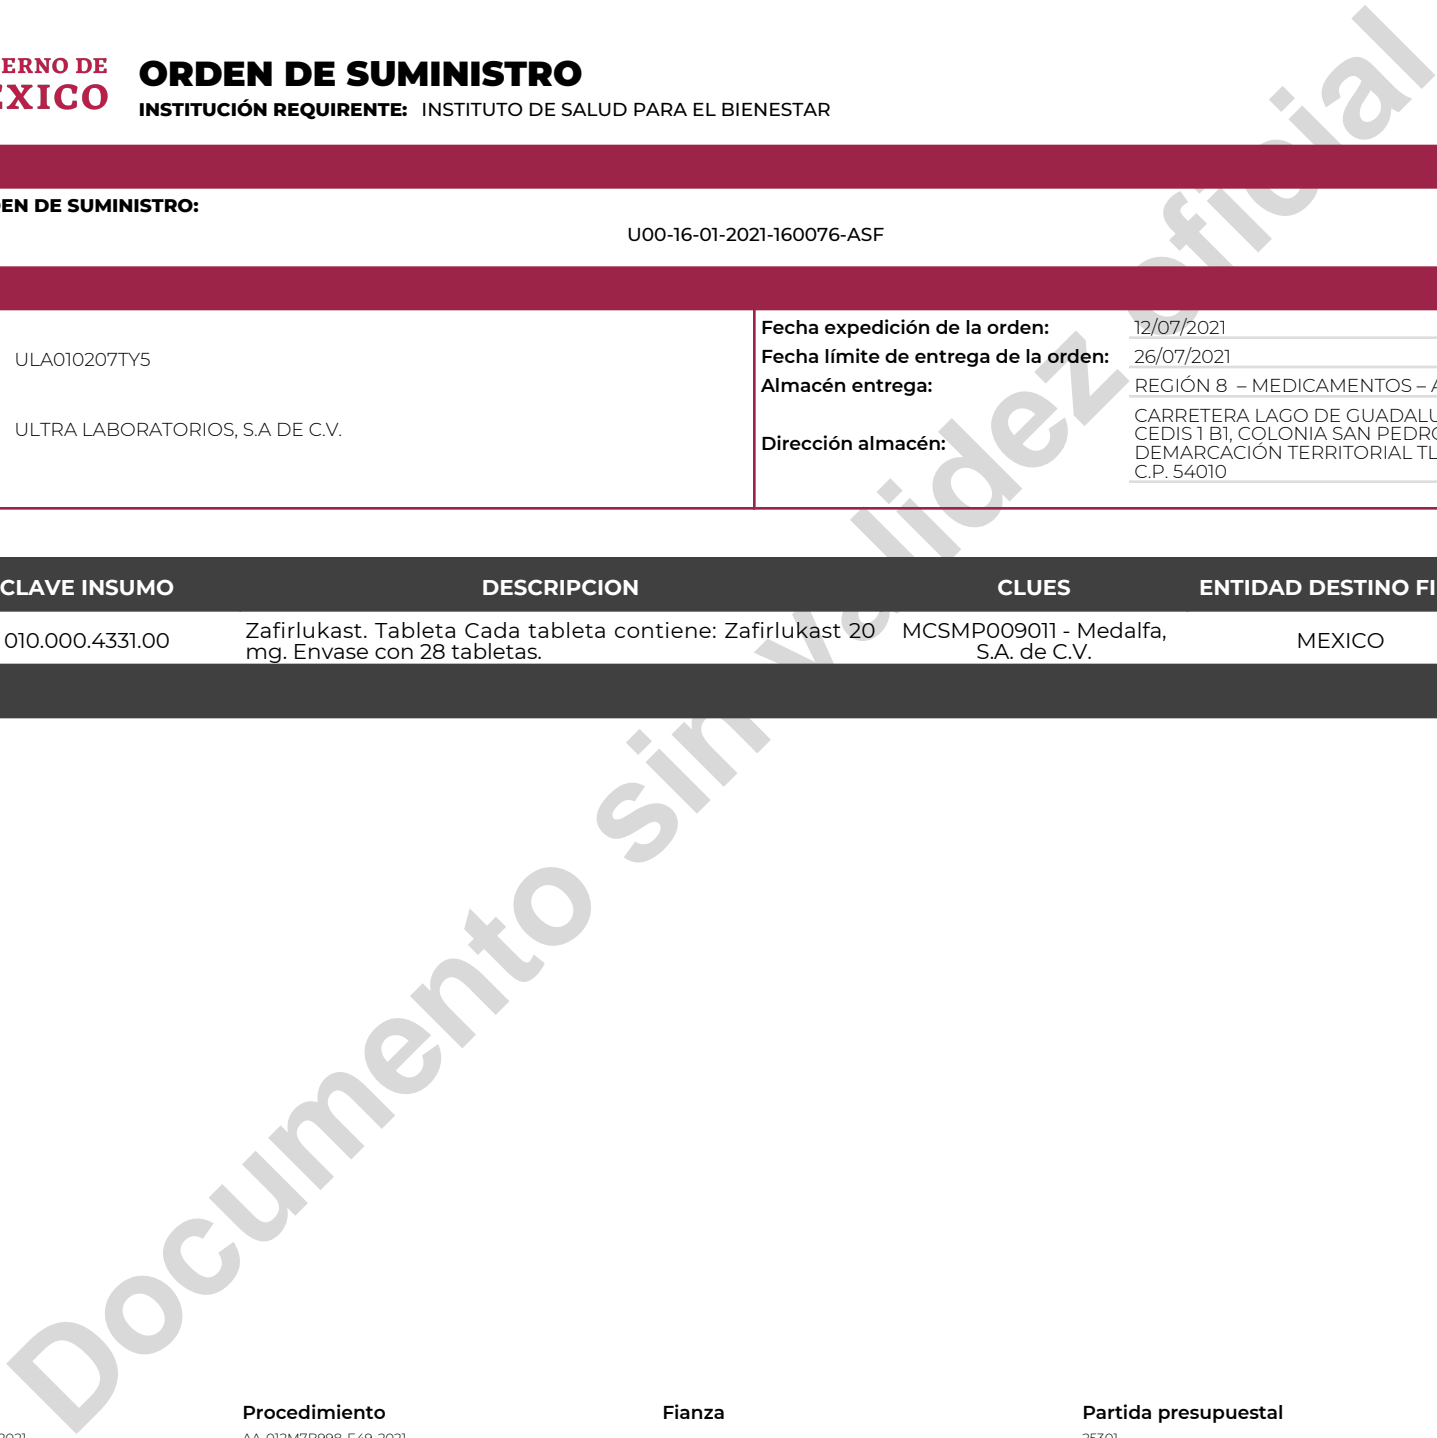 ERNO DE
EXICO
ORDEN DE SUMINISTRO
INSTITUCIÓN REQUIRENTE: INSTITUTO DE SALUD PARA EL BIENESTAR
EN DE SUMINISTRO:
U00-16-01-2021-160076-ASF
ULA010207TY5
ULTRA LABORATORIOS, S.A DE C.V.
Fecha expedición de la orden: 12/07/2021
Fecha límite de entrega de la orden: 26/07/2021
Almacén entrega: REGIÓN 8 – MEDICAMENTOS – A
Dirección almacén:
CARRETERA LAGO DE GUADALU
CEDIS 1 B1, COLONIA SAN PEDRO
DEMARCACIÓN TERRITORIAL TL
C.P. 54010
CLAVE INSUMO DESCRIPCION CLUES ENTIDAD DESTINO FI
010.000.4331.00
Zafirlukast. Tableta Cada tableta contiene: Zafirlukast 20
mg. Envase con 28 tabletas.
MCSMP009011 - Medalfa,
S.A. de C.V.
MEXICO
Documento sin validez oficial
Procedimiento Fianza Partida presupuestal